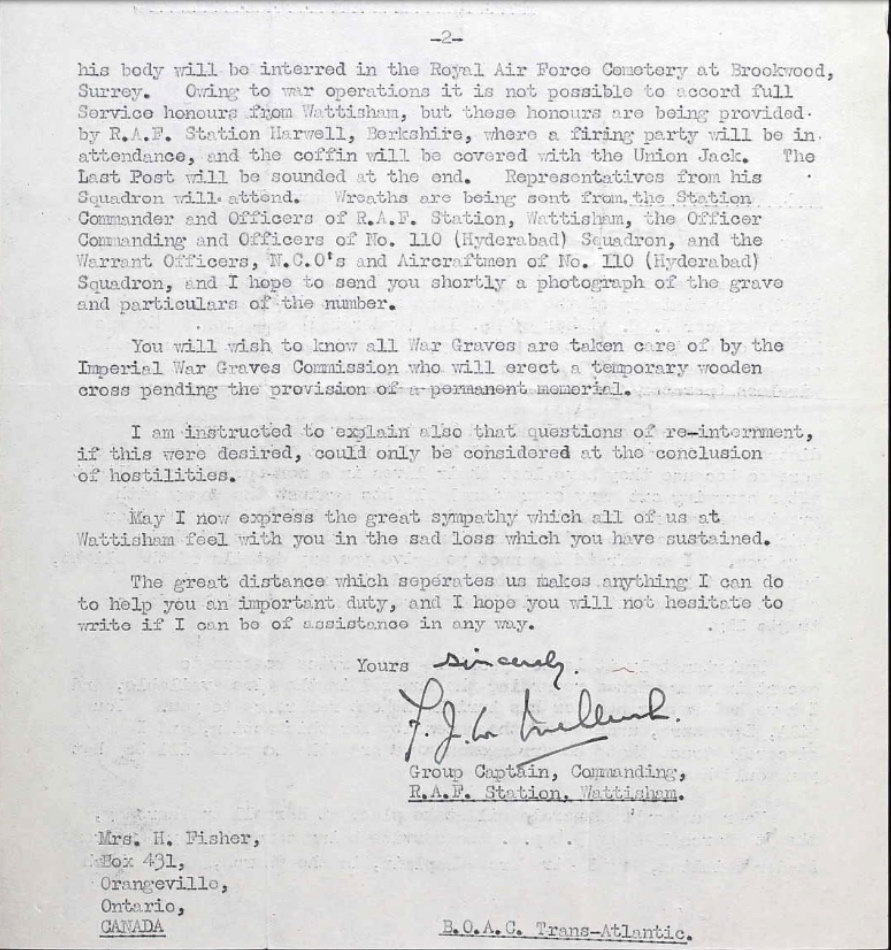 -2-
his body will be interred in the Royal Air Force Cemetery at Brookwood,
Surrey. Owing to war operations it is not possible to accord full
Service honours from Wattisham, but these honours are being provided
by R.A.F. Station Harwell, Berkshire, where a firing party will be in
attendance, and the coffin will be covered with the Union Jack. The
Last Post will be sounded at the end. Representatives from his
Squadron will attend. Wreaths are being sent from the Station
Commander and Officers of R.A.F. Station, Wattisham, the Officer
Commanding and Officers of No. 110 (Hyderabad) Squadron, and the
Warrant Officers, N.C.O's and Aircraftmen of No. 110 (Hyderabad)
Squadron, and I hope to send you shortly a photograph of the grave
and particulars of the number.
You will wish to know all War Graves are taken care of by the
Imperial War Graves Commission who will erect a temporary wooden
cross pending the provision of a permanent memorial.
I am instructed to explain also that questions of re-internment,
if this were desired, could only be considered at the conclusion
of hostilities.
May I now express the great sympathy which all of us at
Wattisham feel with you in the sad loss which you have sustained.
The great distance which seperates us makes anything I can do
to help you an important duty, and I hope you will not hesitate to
write if I can be of assistance in any way.
Yours sincerely.
F. J. W.
Group Captain, Commanding,
R.A.F. Station, Wattisham.
Mrs. H. Fisher,
Box 431,
Orangeville,
Ontario,
CANADA
B.O.A.C. Trans-Atlantic.